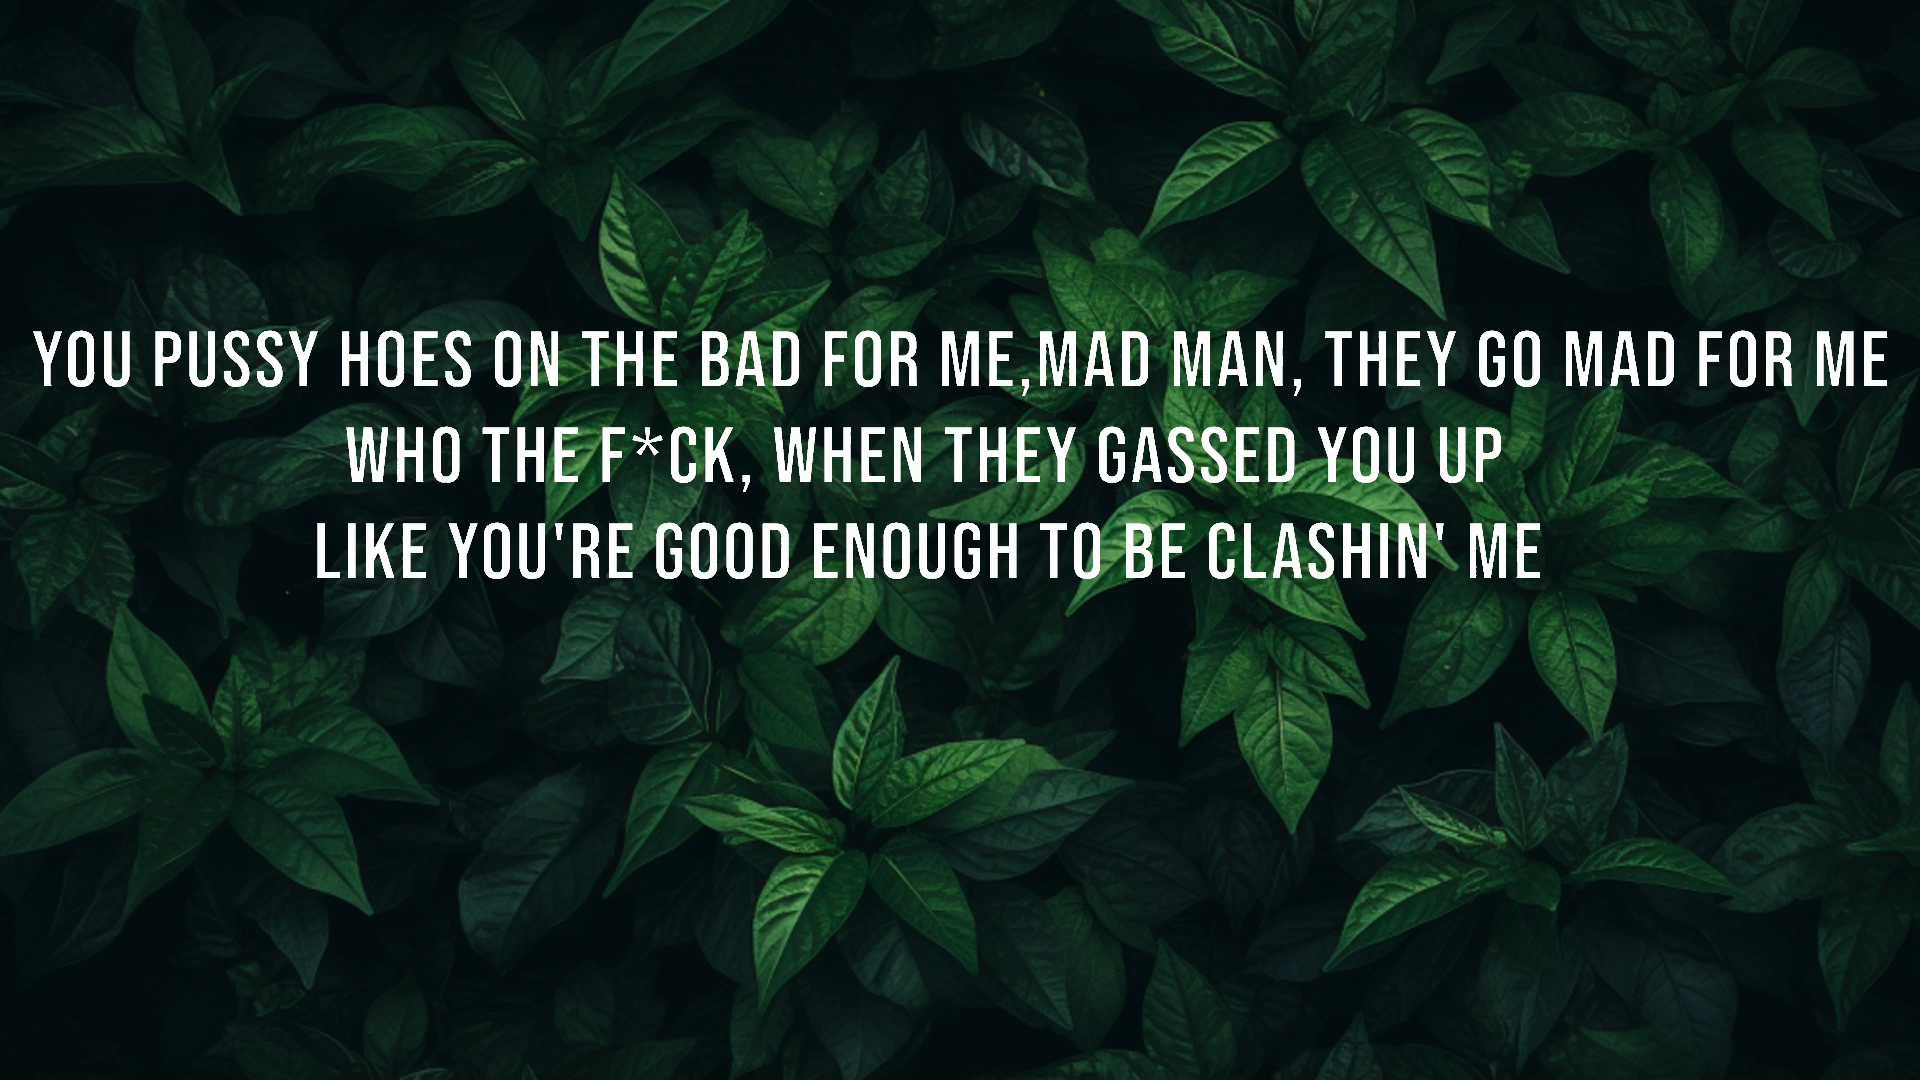 YOU PUSSY HOES ON THE BAD FOR ME,MAD MAN, THEY GO MAD FOR ME
WHO THE F*CK, WHEN THEY GASSED YOU UP
LIKE YOU'RE GOOD ENOUGH TO BE CLASHIN' ME